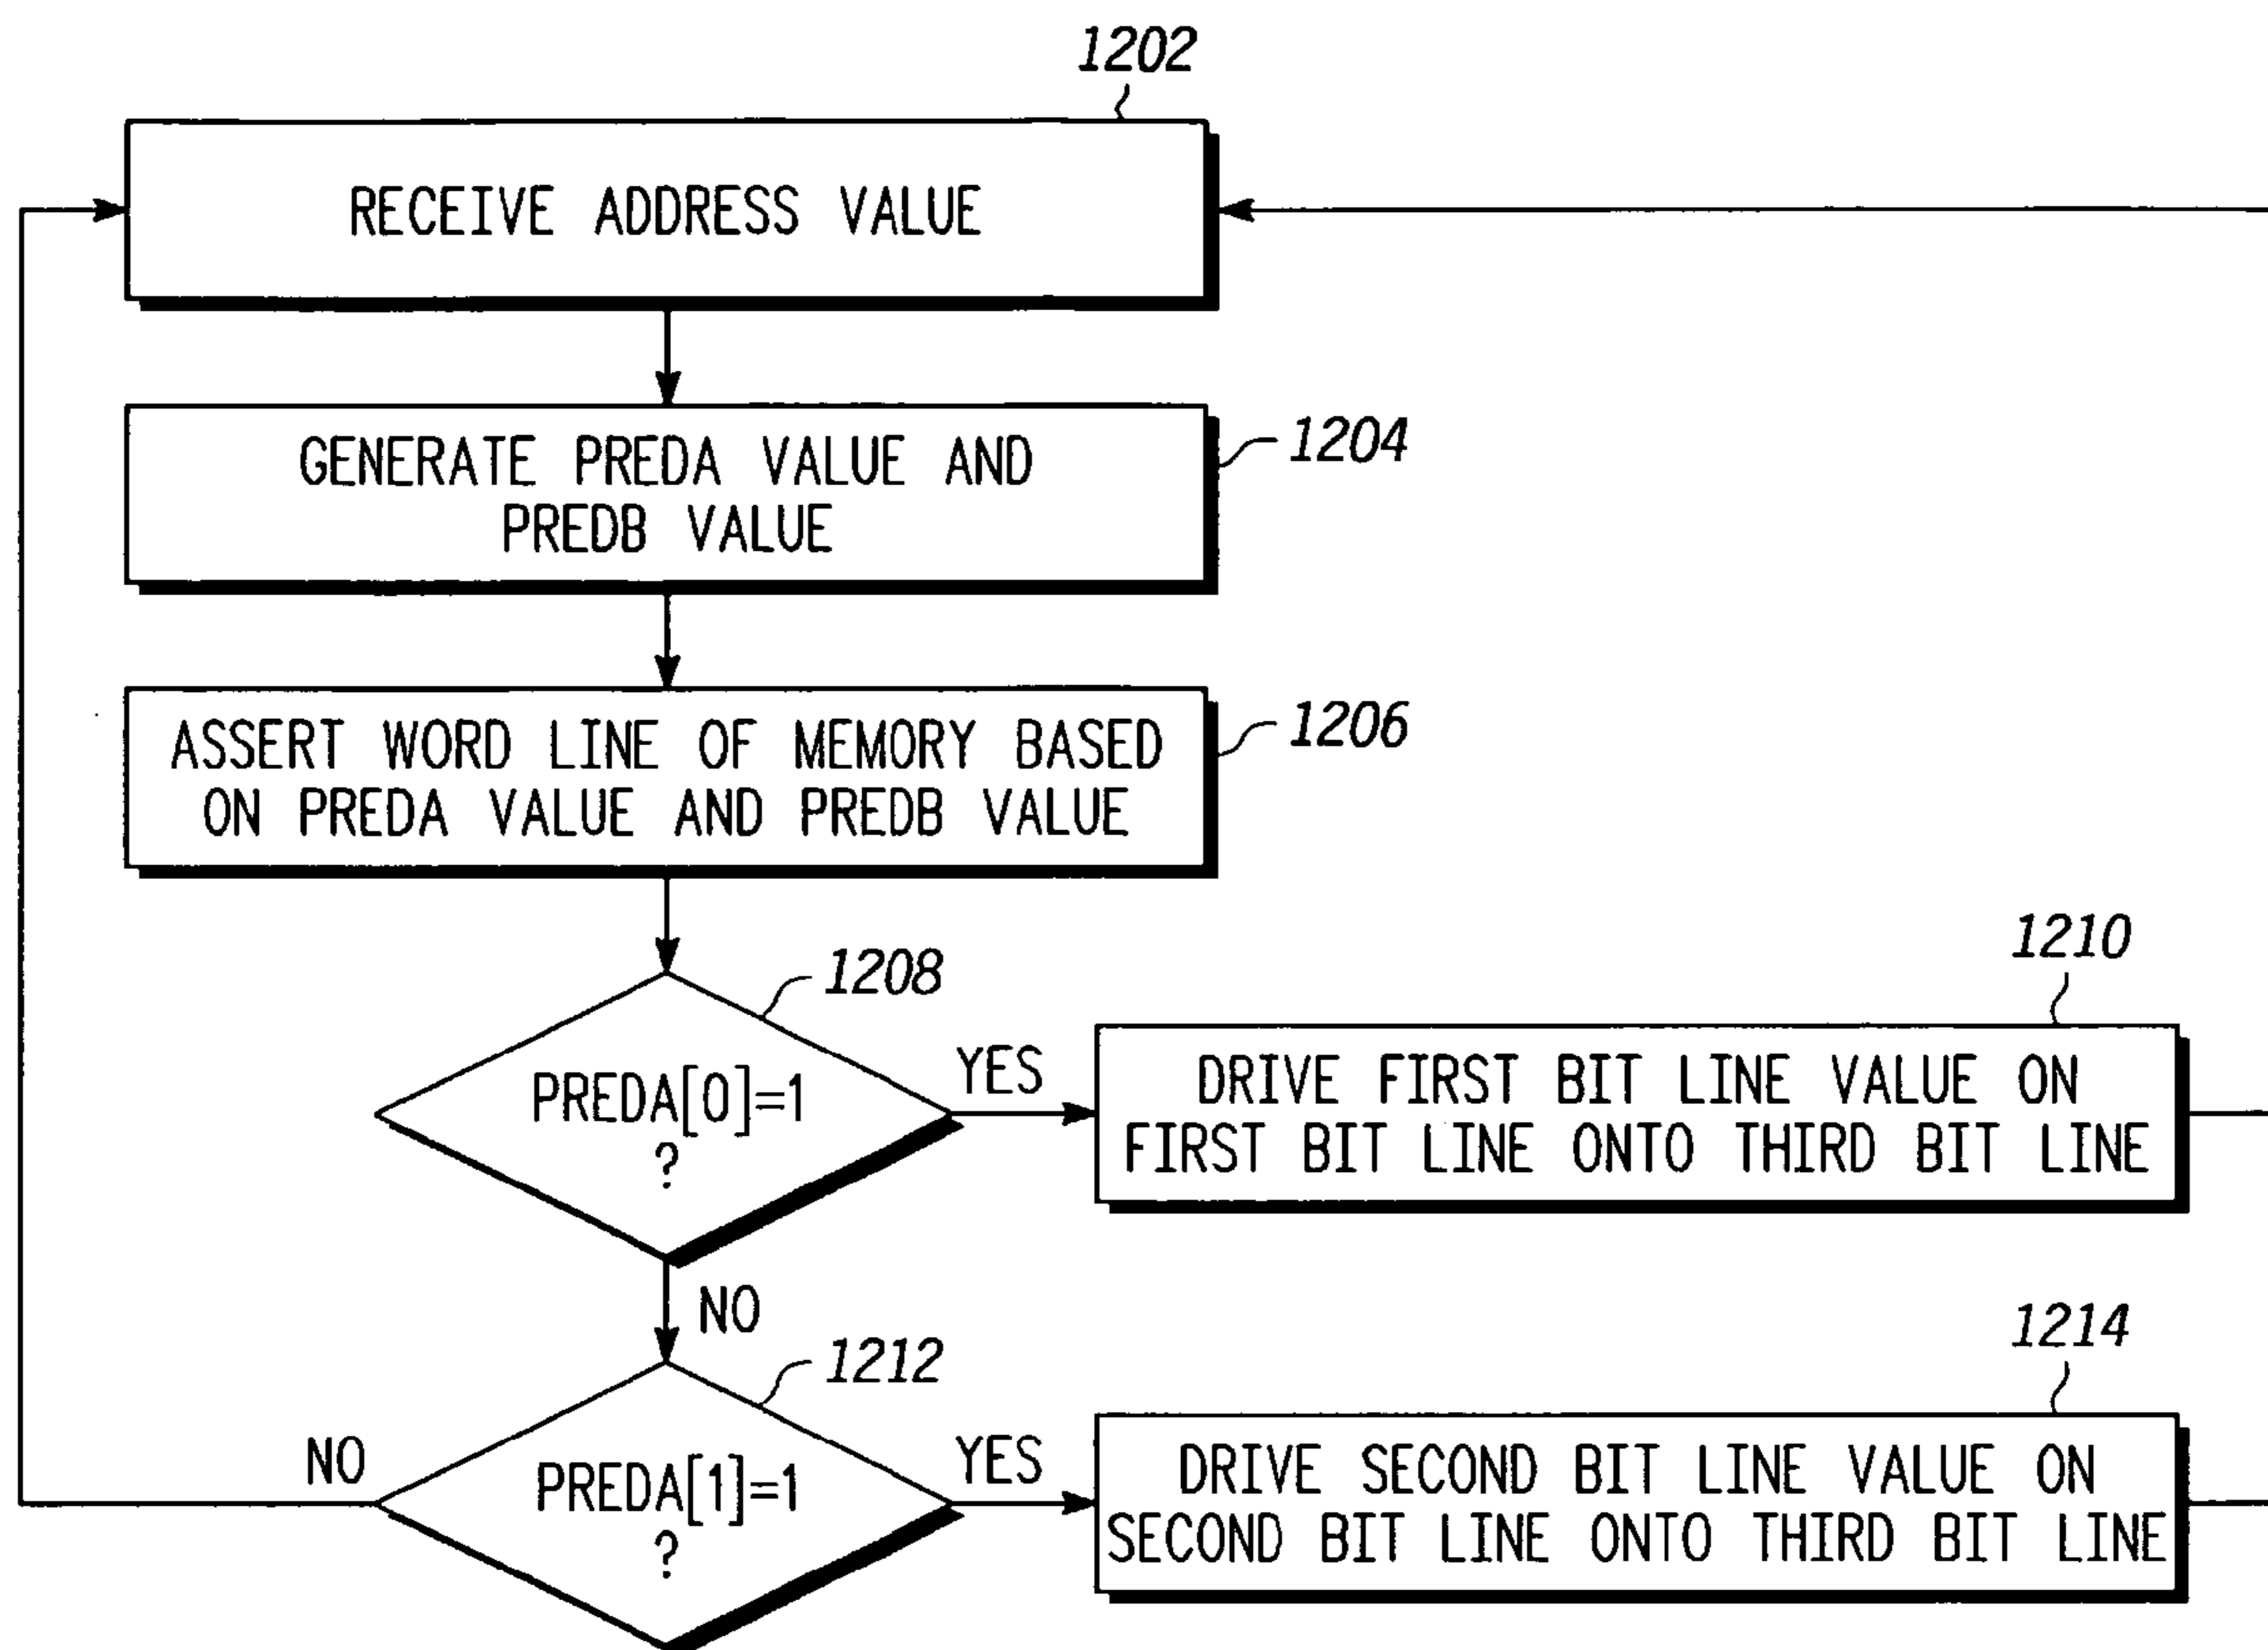 1202
RECEIVE ADDRESS VALUE
GENERATE PREDA VALUE AND
PREDB VALUE
1204
ASSERT WORD LINE OF MEMORY BASED
ON PREDA VALUE AND PREDB VALUE
1206
1208
PREDA[0]=1
?
YES
1210
DRIVE FIRST BIT LINE VALUE ON
FIRST BIT LINE ONTO THIRD BIT LINE
NO
1212
PREDA[1]=1
?
NO
YES
1214
DRIVE SECOND BIT LINE VALUE ON
SECOND BIT LINE ONTO THIRD BIT LINE